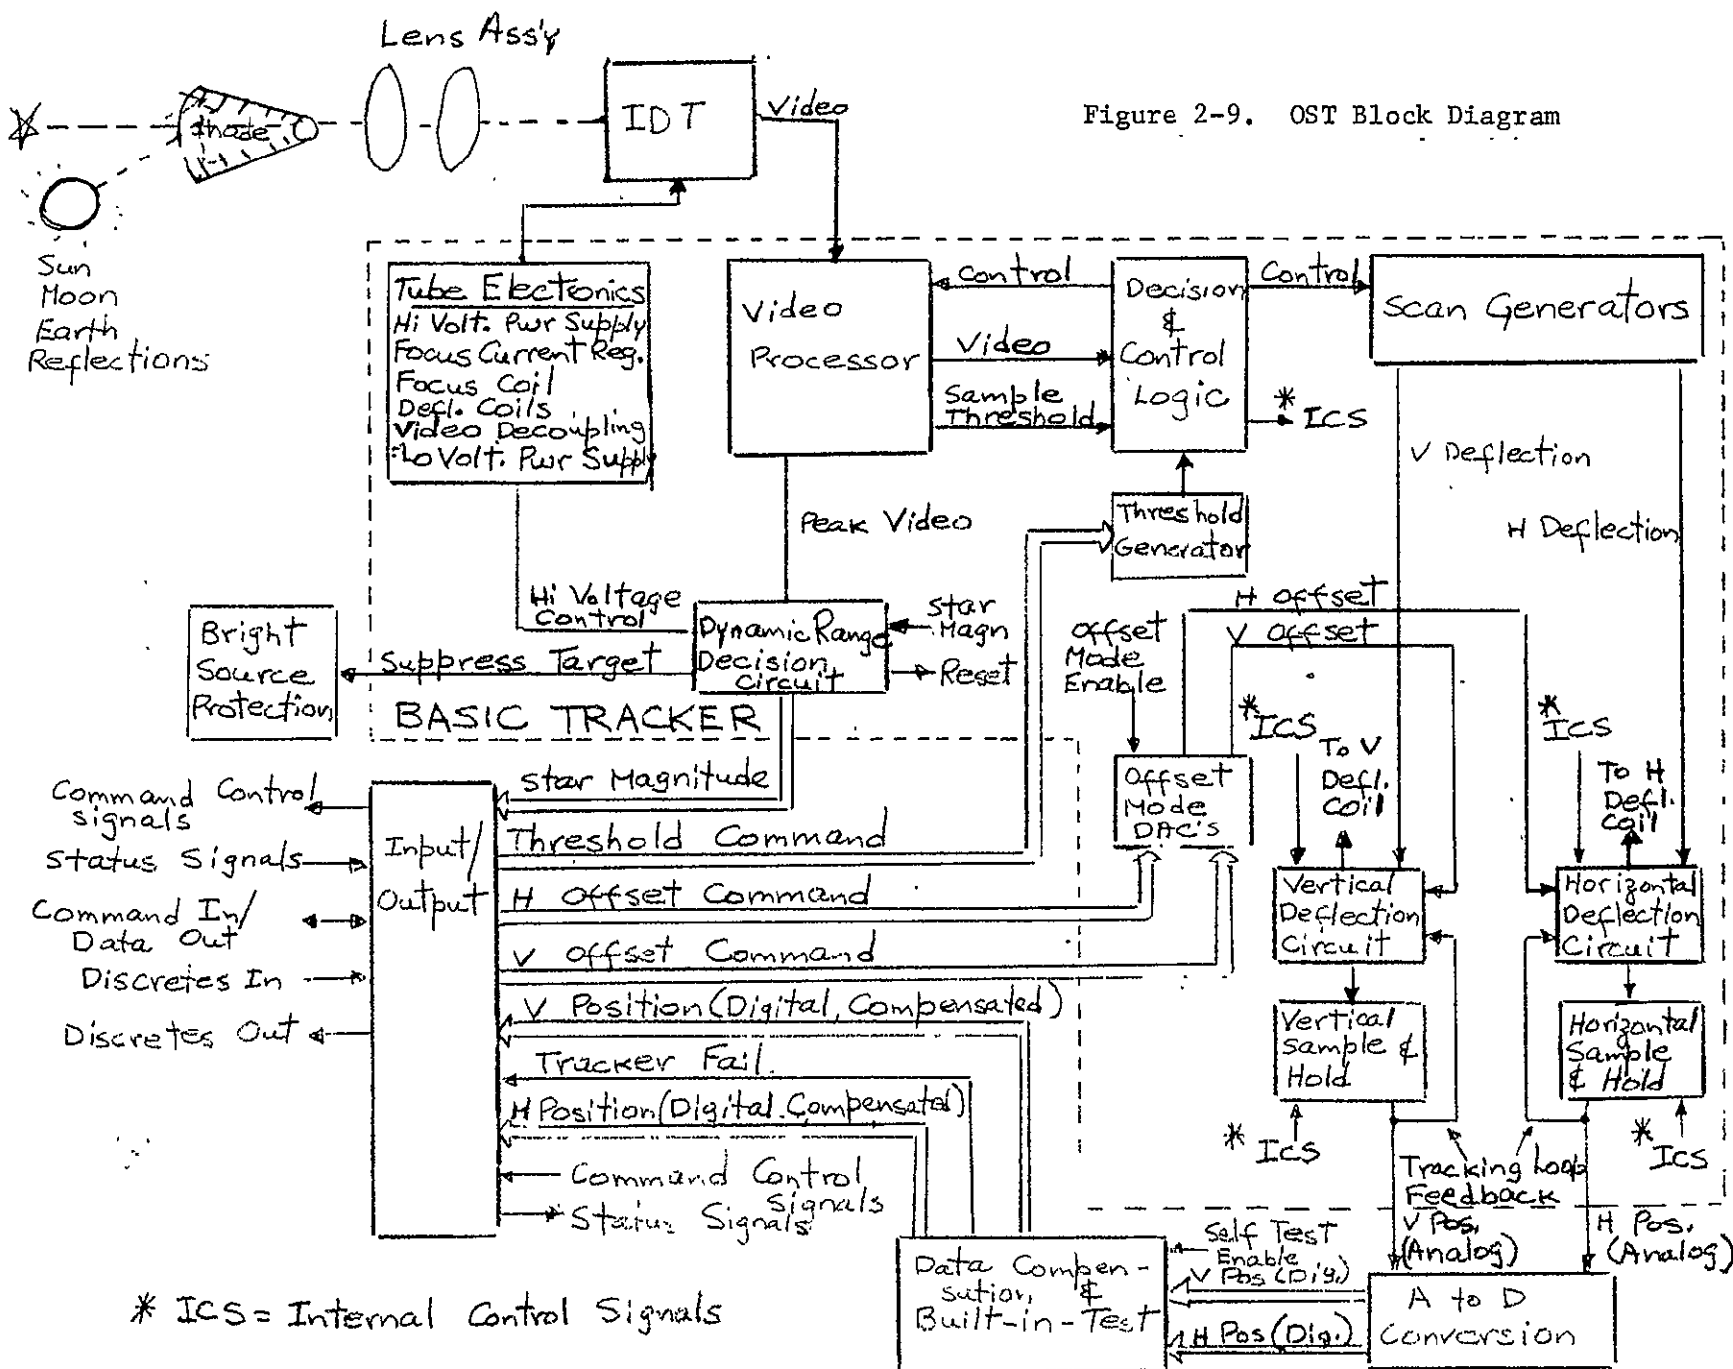 Lens Ass'y
Figure 2-9. OST Block Diagram
Shade
IDT
Video
Sun
Moon
Earth
Reflections
Tube Electronics
Hi Volt. Pwr Supply
Focus Current Reg.
Focus Coil
Defl. Coils
Video Decoupling
Lo Volt. Pwr Supply
Video
Processor
Control
Video
Sample
Threshold
Decision
&
Control
Logic
Control
Scan Generators
* ICS
V Deflection
H Deflection
Threshold
Generator
Peak Video
Hi Voltage
Control
Dynamic Range
Decision
Circuit
Star
Magn
Reset
Suppress Target
Bright
Source
Protection
BASIC TRACKER
Offset
Mode
Enable
H Offset
V Offset
* ICS
To V
Defl.
Coil
* ICS
To H
Defl.
Coil
Offset
Mode
DAC's
Vertical
Deflection
Circuit
Horizontal
Deflection
Circuit
Vertical
Sample &
Hold
Horizontal
Sample
& Hold
* ICS
* ICS
Tracking Loop
Feedback
V Pos.
(Analog)
H Pos.
(Analog)
Command Control
Signals
Status Signals
Command In/
Data Out
Discretes In
Discretes Out
Input/
Output
Star Magnitude
Threshold Command
H Offset Command
V Offset Command
V Position (Digital, Compensated)
Tracker Fail.
H Position (Digital Compensated)
Command Control
Signals
Status Signals
Data Compen-
sution, &
Built-in-Test
Self Test
Enable
V Pos (Dig.)
H Pos (Dig.)
A to D
Conversion
* ICS = Internal Control Signals